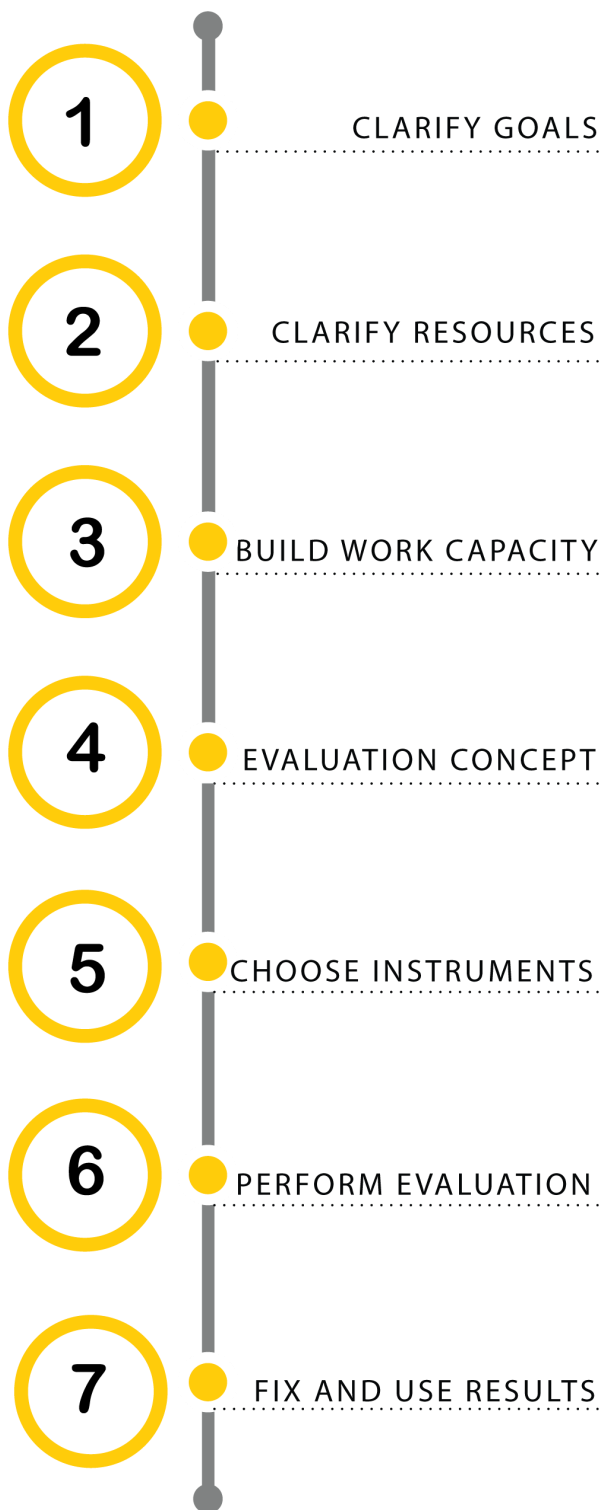 1
CLARIFY GOALS
2
CLARIFY RESOURCES
3
BUILD WORK CAPACITY
4
EVALUATION CONCEPT
5
CHOOSE INSTRUMENTS
6
PERFORM EVALUATION
7
FIX AND USE RESULTS